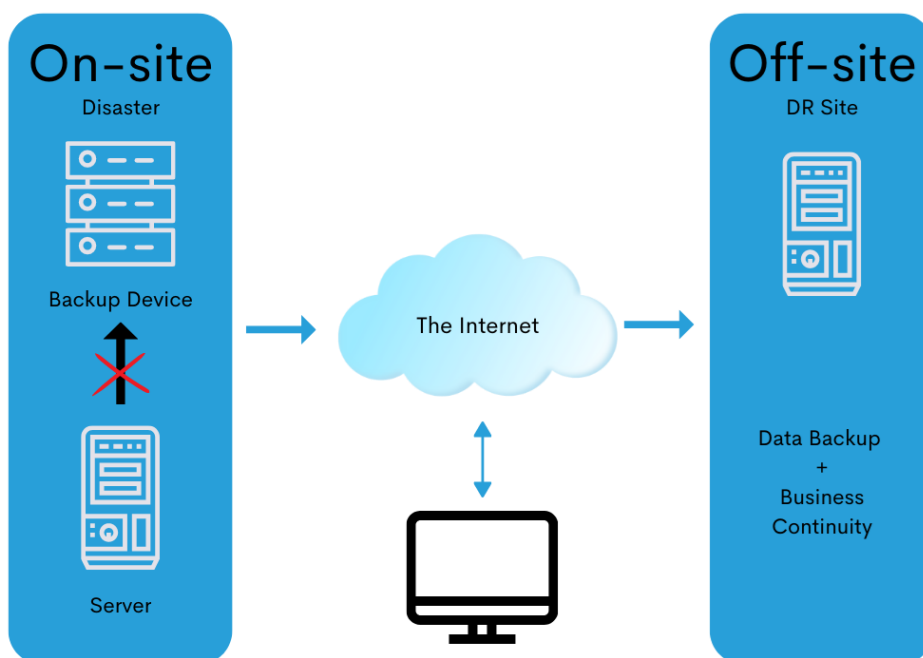 On-site
Disaster
Backup Device
Server
The Internet
Off-site
DR Site
Data Backup
+
Business
Continuity